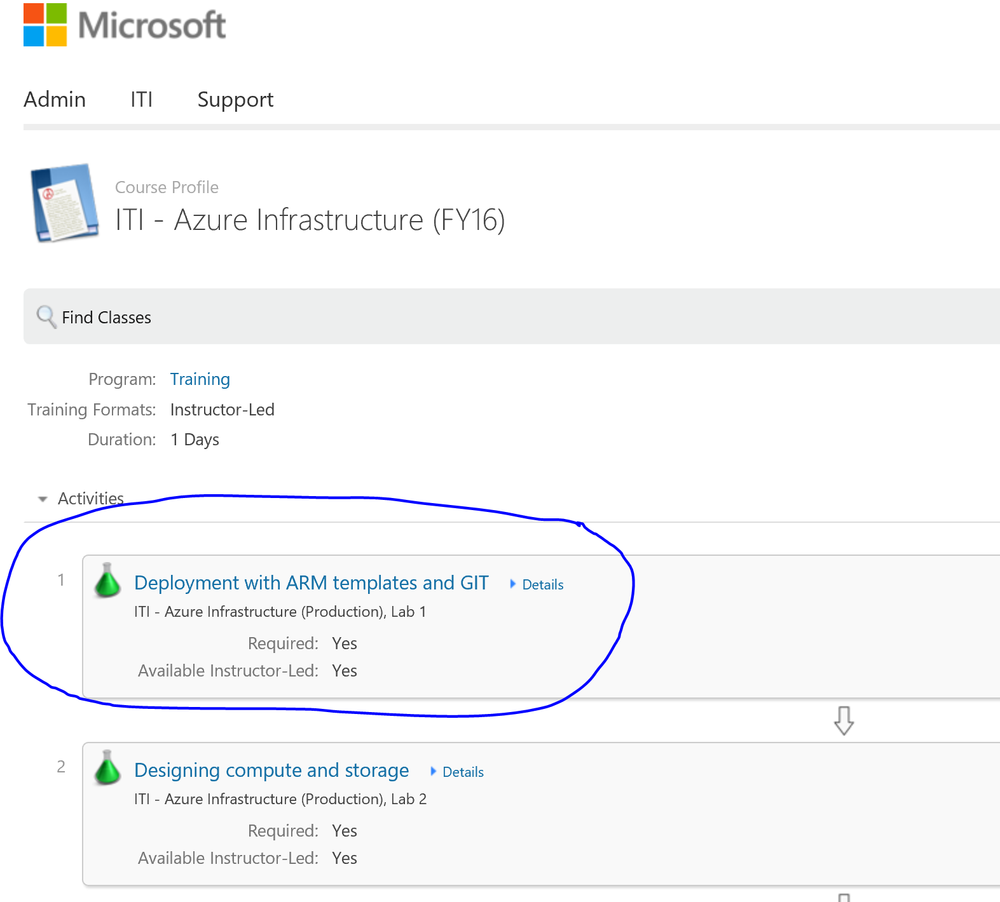 Microsoft
Admin ITI Support
Course Profile
ITI - Azure Infrastructure (FY16)
Find Classes
Program: Training
Training Formats: Instructor-Led
Duration: 1 Days
Activities
1 Deployment with ARM templates and GIT Details
ITI - Azure Infrastructure (Production), Lab 1
Required: Yes
Available Instructor-Led: Yes
2 Designing compute and storage Details
ITI - Azure Infrastructure (Production), Lab 2
Required: Yes
Available Instructor-Led: Yes